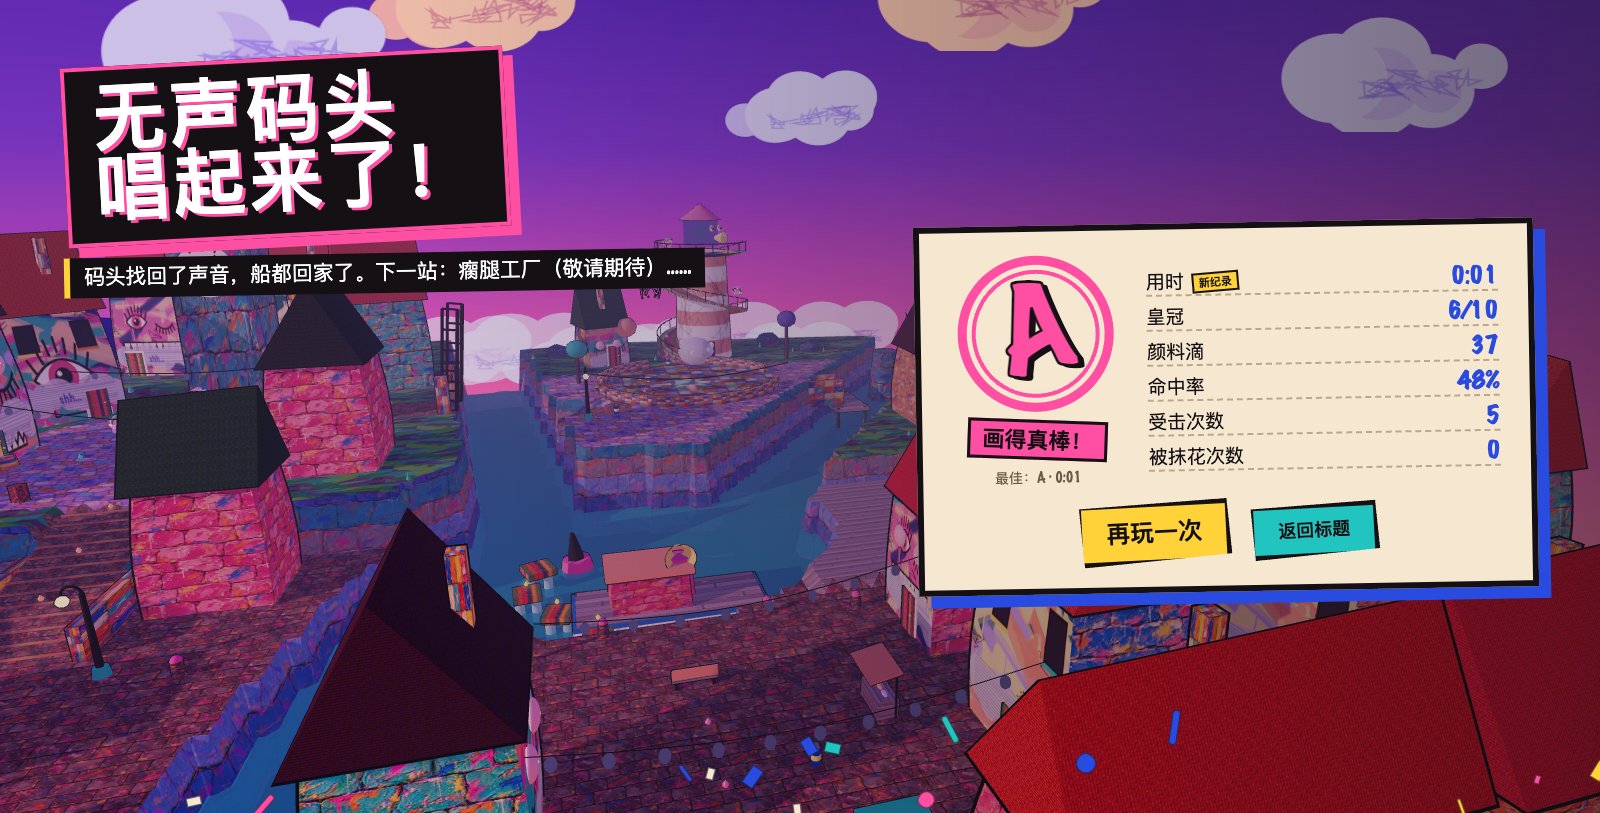 无声码头
唱起来了！
码头找回了声音，船都回家了。下一站：瘸腿工厂（敬请期待）……
A
画得真棒！
最佳：A · 0:01
用时 新纪录 0:01
皇冠 6/10
颜料滴 37
命中率 48%
受击次数 5
被抹花次数 0
再玩一次
返回标题
shh...
shh...